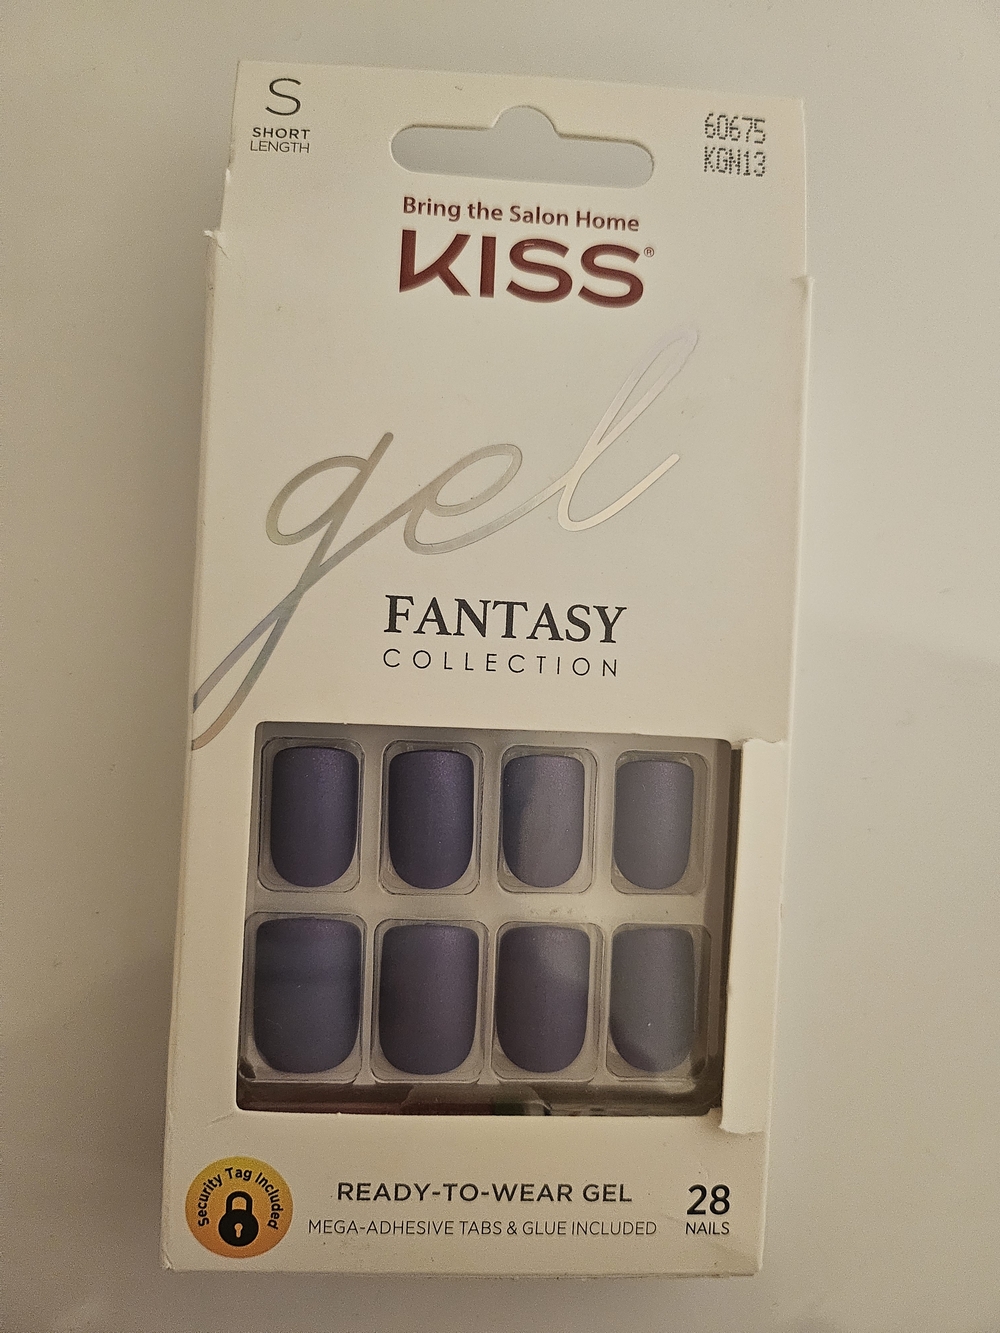 S
SHORT
LENGTH
60675
KGN13
Bring the Salon Home
KISS®
gel
FANTASY
COLLECTION
Security Tag Included
READY-TO-WEAR GEL
MEGA-ADHESIVE TABS & GLUE INCLUDED
28
NAILS